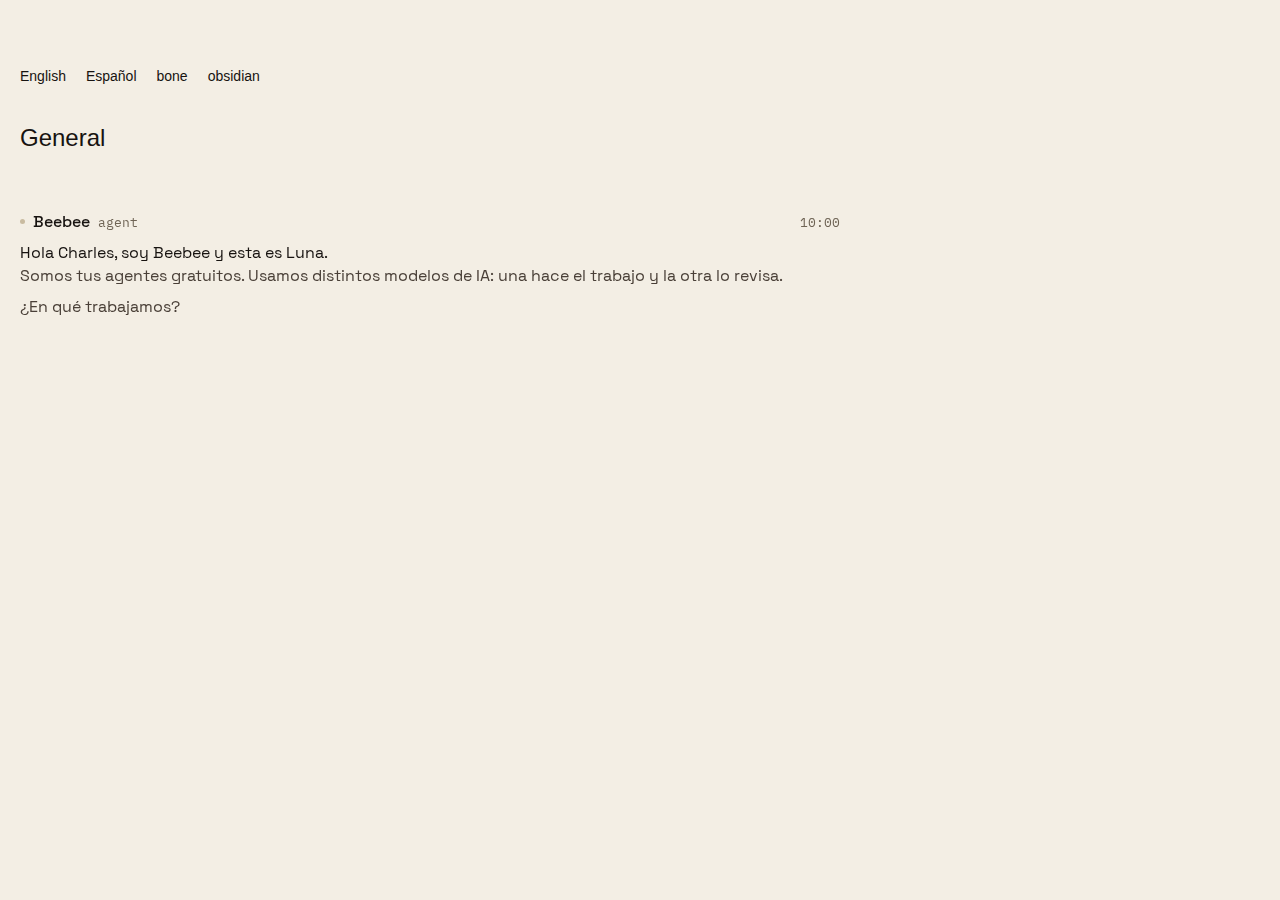 English Español bone obsidian
General
Beebee agent 10:00
Hola Charles, soy Beebee y esta es Luna.
Somos tus agentes gratuitos. Usamos distintos modelos de IA: una hace el trabajo y la otra lo revisa.
¿En qué trabajamos?